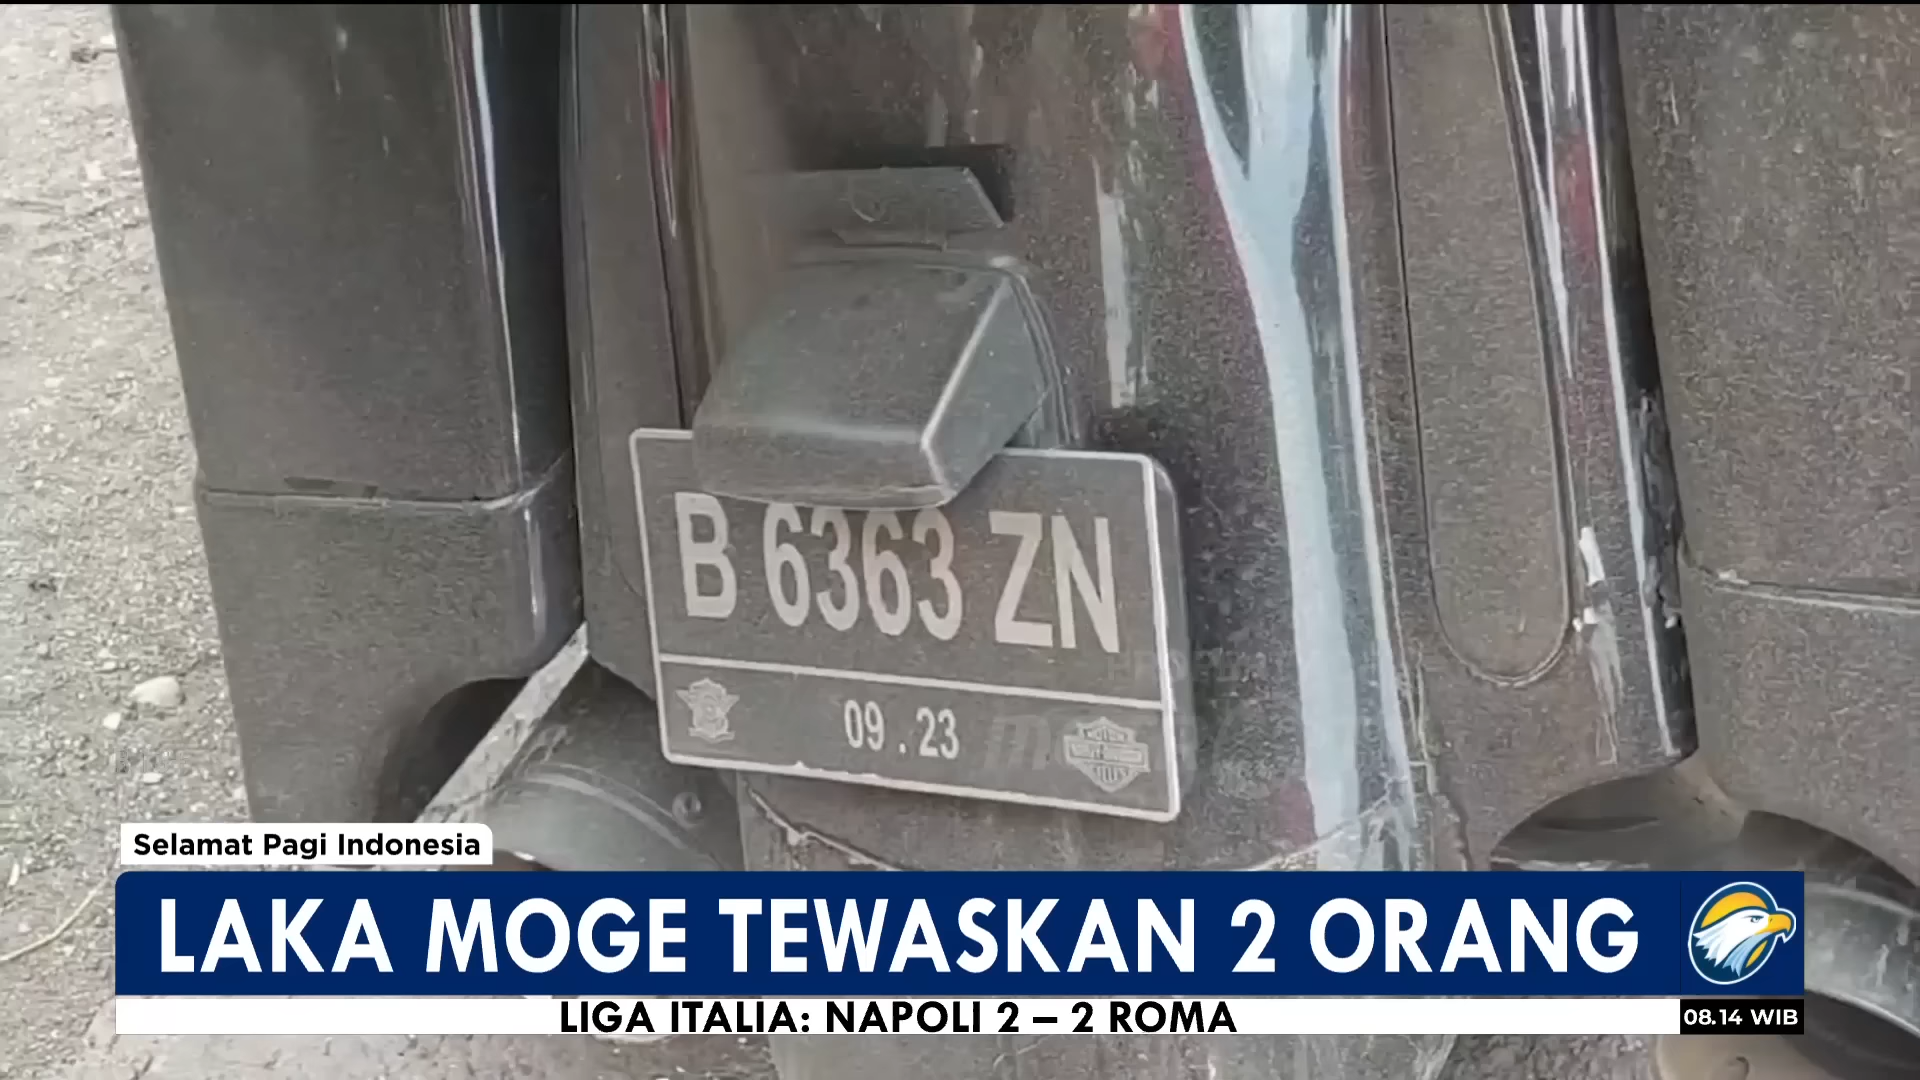 B 6363 ZN
09 . 23
Selamat Pagi Indonesia
LAKA MOGE TEWASKAN 2 ORANG
LIGA ITALIA: NAPOLI 2 – 2 ROMA
08.14 WIB